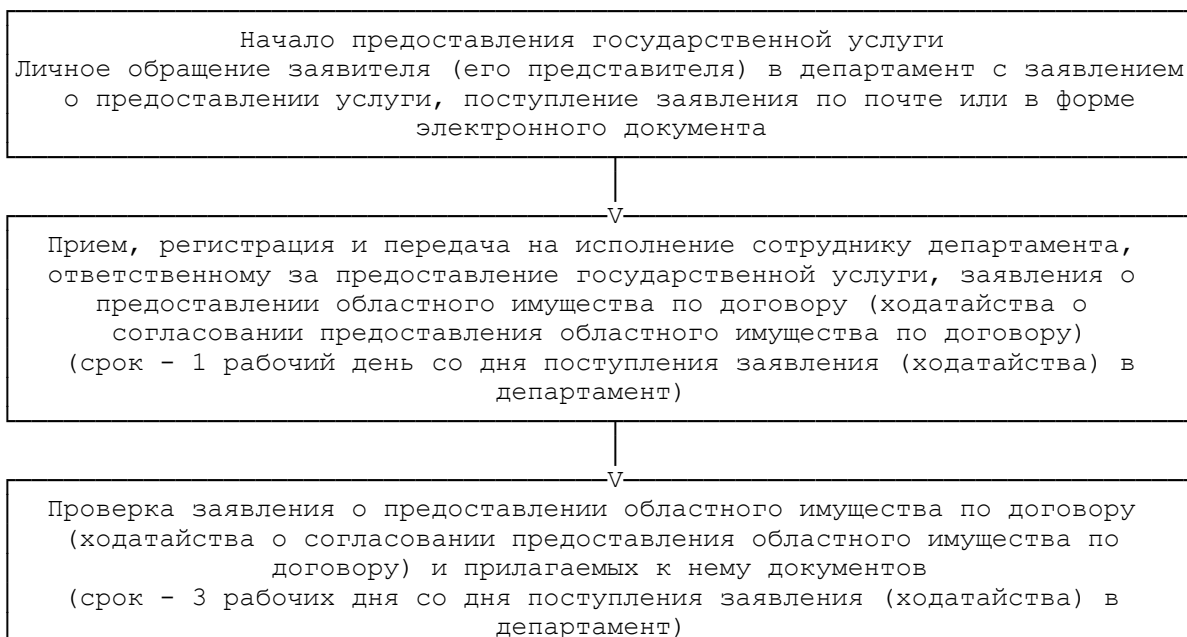 Начало предоставления государственной услуги
Личное обращение заявителя (его представителя) в департамент с заявлением
о предоставлении услуги, поступление заявления по почте или в форме
электронного документа
V
Прием, регистрация и передача на исполнение сотруднику департамента,
ответственному за предоставление государственной услуги, заявления о
предоставлении областного имущества по договору (ходатайства о
согласовании предоставления областного имущества по договору)
(срок - 1 рабочий день со дня поступления заявления (ходатайства) в
департамент)
V
Проверка заявления о предоставлении областного имущества по договору
(ходатайства о согласовании предоставления областного имущества по
договору) и прилагаемых к нему документов
(срок - 3 рабочих дня со дня поступления заявления (ходатайства) в
департамент)